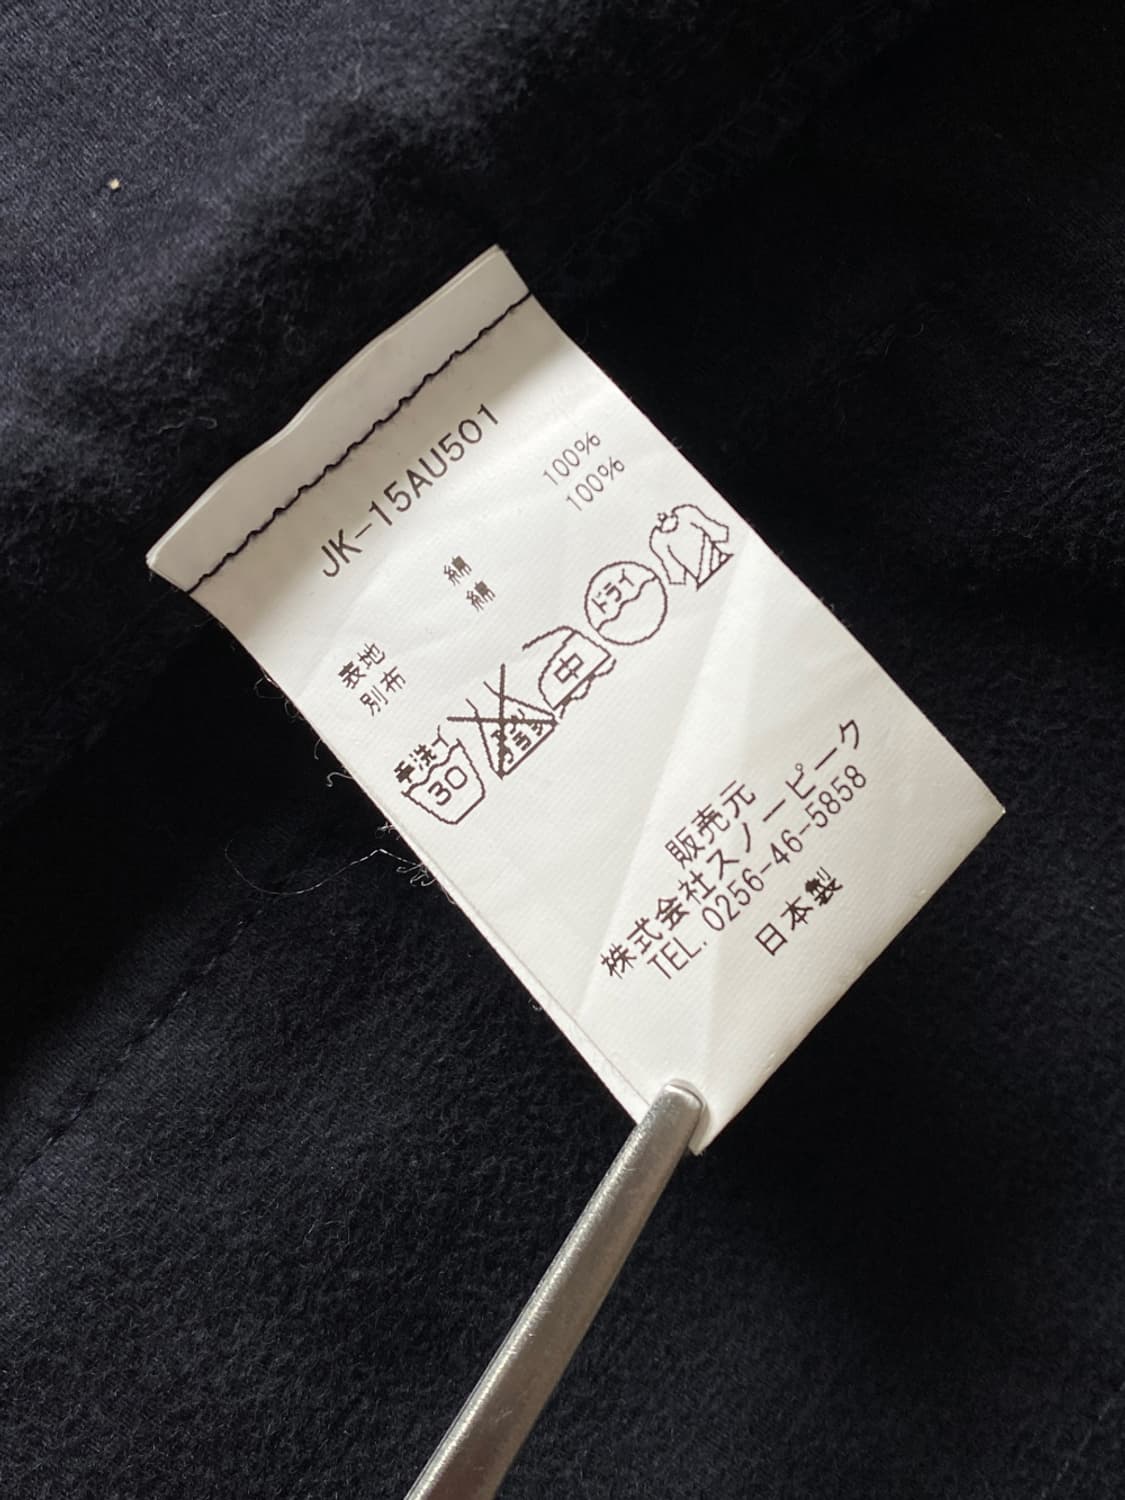 JK-15AU501
表地 綿 100%
別布 綿 100%
手洗イ 30 エンソサラシ 中 ドライ
販売元
株式会社スノーピーク
TEL. 0256-46-5858
日本製